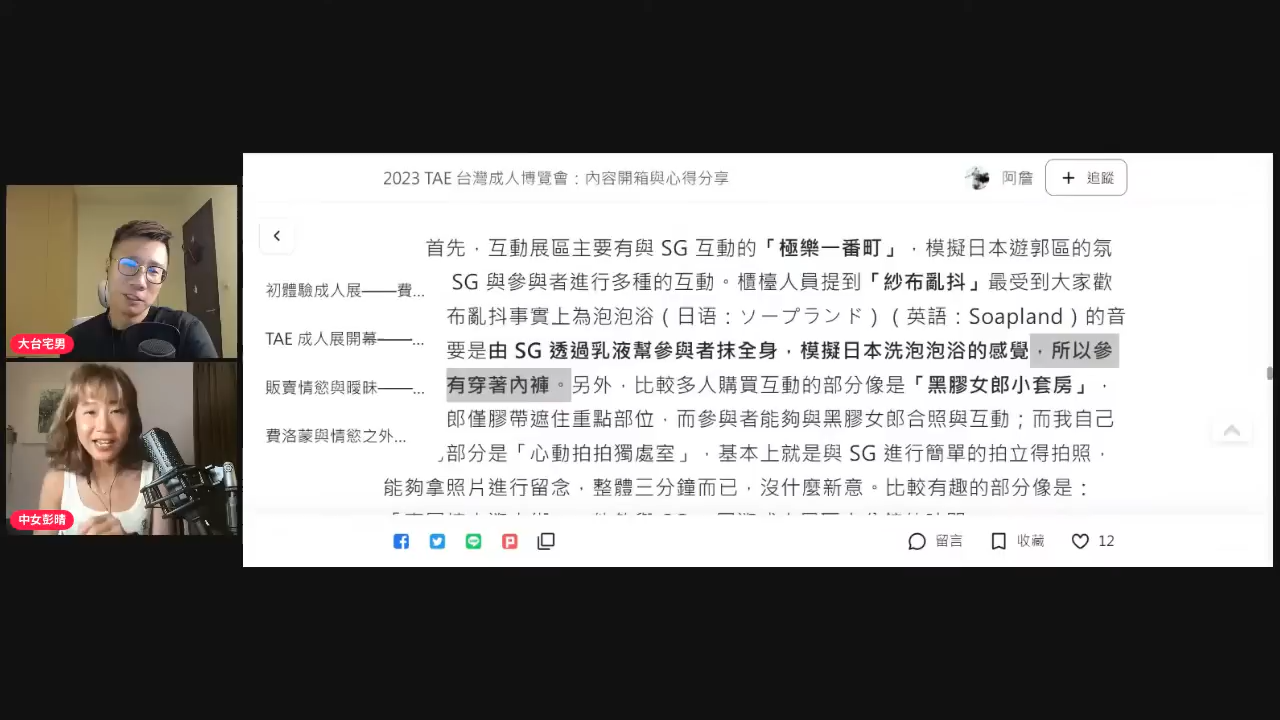 2023 TAE 台灣成人博覽會：內容開箱與心得分享
阿詹
+ 追蹤
初體驗成人展——費...
TAE 成人展開幕——...
販賣情慾與曖昧——...
費洛蒙與情慾之外...
首先，互動展區主要有與 SG 互動的「極樂一番町」，模擬日本遊郭區的氛
SG 與參與者進行多種的互動。櫃檯人員提到「紗布亂抖」最受到大家歡
布亂抖事實上為泡泡浴（日语：ソープランド）（英語：Soapland）的音
要是由 SG 透過乳液幫參與者抹全身，模擬日本洗泡泡浴的感覺，所以參
有穿著內褲。另外，比較多人購買互動的部分像是「黑膠女郎小套房」，
郎僅膠帶遮住重點部位，而參與者能夠與黑膠女郎合照與互動；而我自己
部分是「心動拍拍獨處室」，基本上就是與 SG 進行簡單的拍立得拍照，
能夠拿照片進行留念，整體三分鐘而已，沒什麼新意。比較有趣的部分像是：
留言
收藏
12
大台宅男
中女彭晴